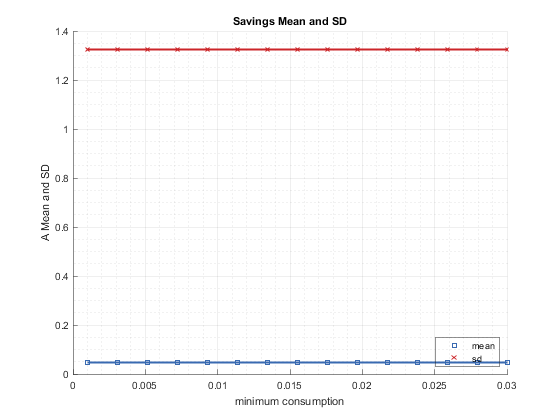 Savings Mean and SD
1.4
1.2
1
0.8
0.6
0.4
0.2
0
A Mean and SD
mean
sd
0 0.005 0.01 0.015 0.02 0.025 0.03
minimum consumption